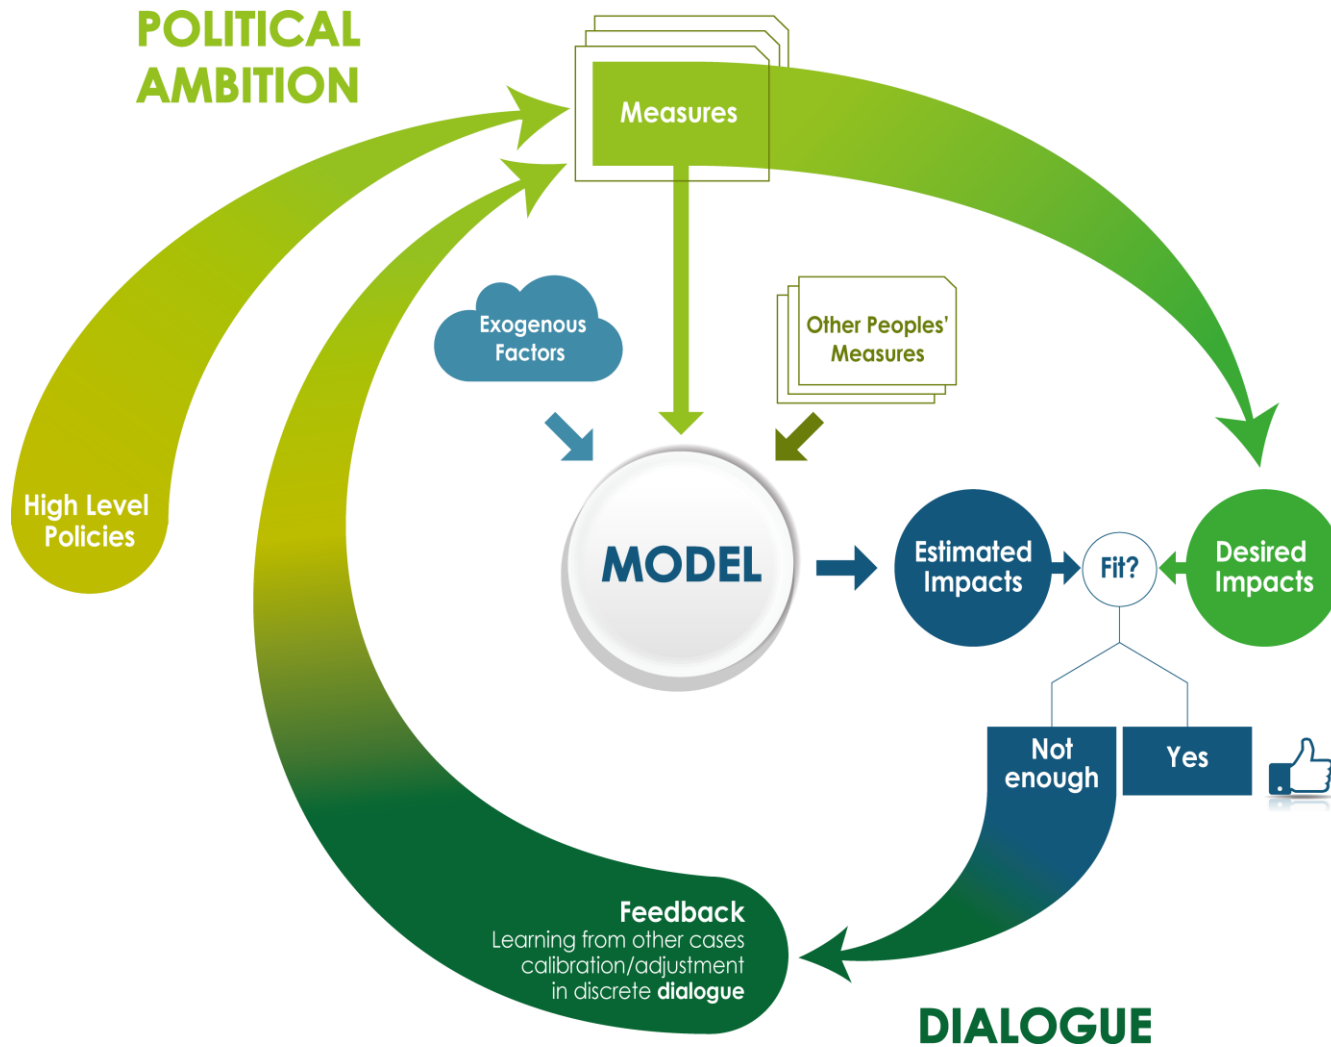 POLITICAL
AMBITION
Measures
Exogenous
Factors
Other Peoples’
Measures
High Level
Policies
MODEL
Estimated
Impacts
Fit?
Desired
Impacts
Not
enough
Yes
Feedback
Learning from other cases
calibration/adjustment
in discrete dialogue
DIALOGUE